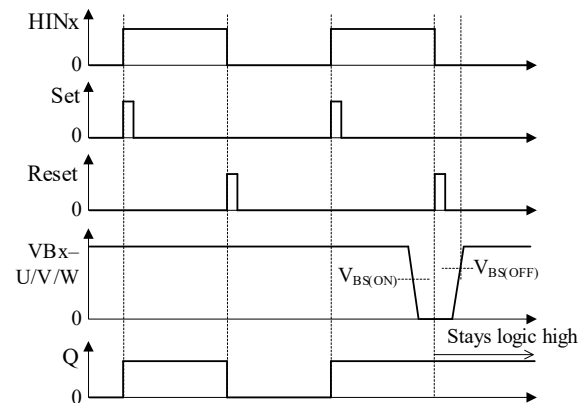 HINx
0
Set
0
Reset
0
VBx–
U/V/W
VBS(ON)
VBS(OFF)
0
Stays logic high
Q
0